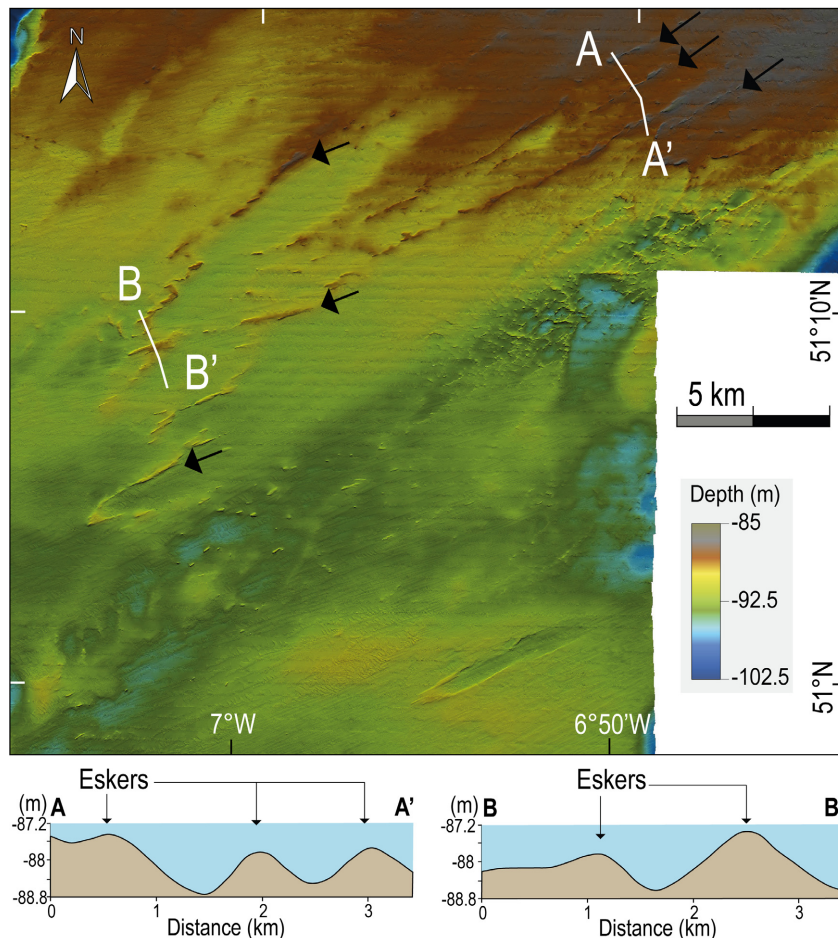 N
A
A'
B
B'
51°10'N
5 km
Depth (m)
-85
-92.5
-102.5
51°N
7°W
6°50'W
Eskers
(m) A A'
-87.2
-88
-88.8
0 1 2 3
Distance (km)
Eskers
B B
-87.2
-88
-88.8
0 1 2 3
Distance (km)